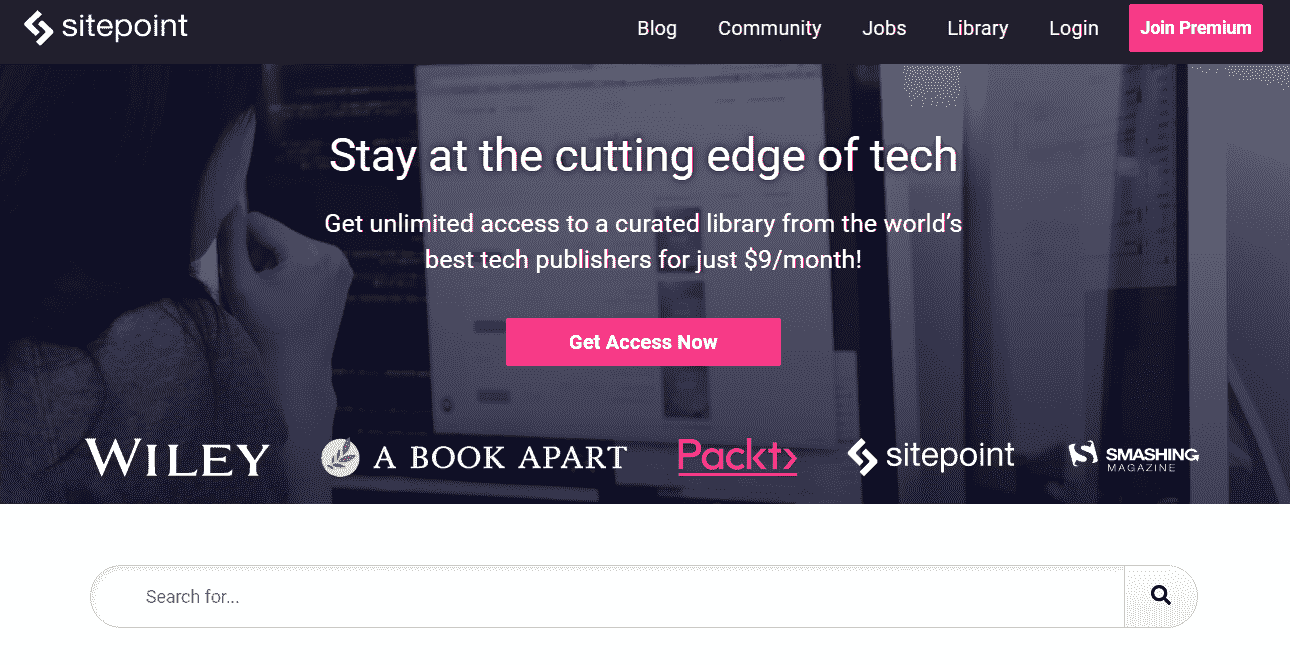 sitepoint
Blog Community Jobs Library Login Join Premium
Stay at the cutting edge of tech
Get unlimited access to a curated library from the world’s
best tech publishers for just $9/month!
Get Access Now
WILEY A BOOK APART Packt sitepoint SMASHING MAGAZINE
Search for...